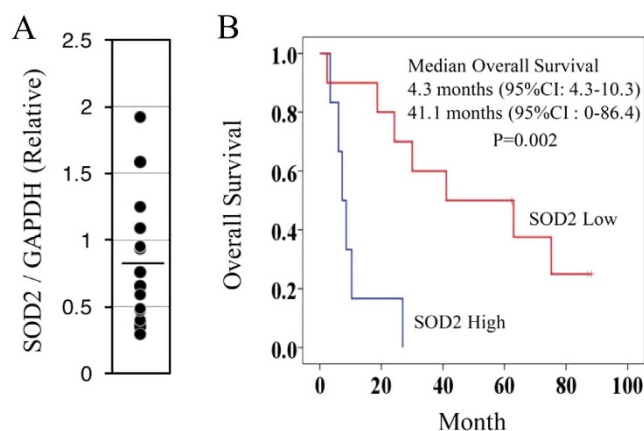 A
SOD2 / GAPDH (Relative)
2.5
2
1.5
1
0.5
0
B
Overall Survival
1.0
0.8
0.6
0.4
0.2
0.0
Median Overall Survival
4.3 months (95%CI: 4.3-10.3)
41.1 months (95%CI : 0-86.4)
P=0.002
SOD2 Low
SOD2 High
0 20 40 60 80 100
Month